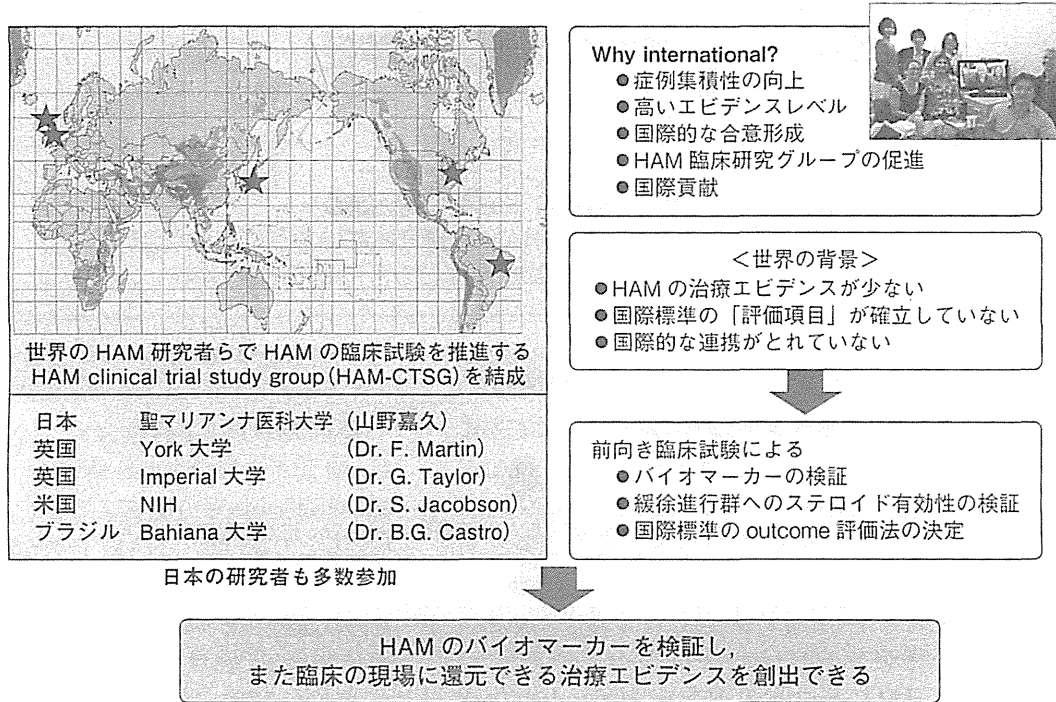 世界の HAM 研究者らで HAM の臨床試験を推進する
HAM clinical trial study group (HAM-CTSG) を結成
日本 聖マリアンナ医科大学 (山野嘉久)
英国 York 大学 (Dr. F. Martin)
英国 Imperial 大学 (Dr. G. Taylor)
米国 NIH (Dr. S. Jacobson)
ブラジル Bahiana 大学 (Dr. B.G. Castro)
日本の研究者も多数参加
Why international?
●症例集積性の向上
●高いエビデンスレベル
●国際的な合意形成
●HAM 臨床研究グループの促進
●国際貢献
＜世界の背景＞
●HAM の治療エビデンスが少ない
●国際標準の「評価項目」が確立していない
●国際的な連携がとれていない
前向き臨床試験による
●バイオマーカーの検証
●緩徐進行群へのステロイド有効性の検証
●国際標準の outcome 評価法の決定
HAM のバイオマーカーを検証し,
また臨床の現場に還元できる治療エビデンスを創出できる